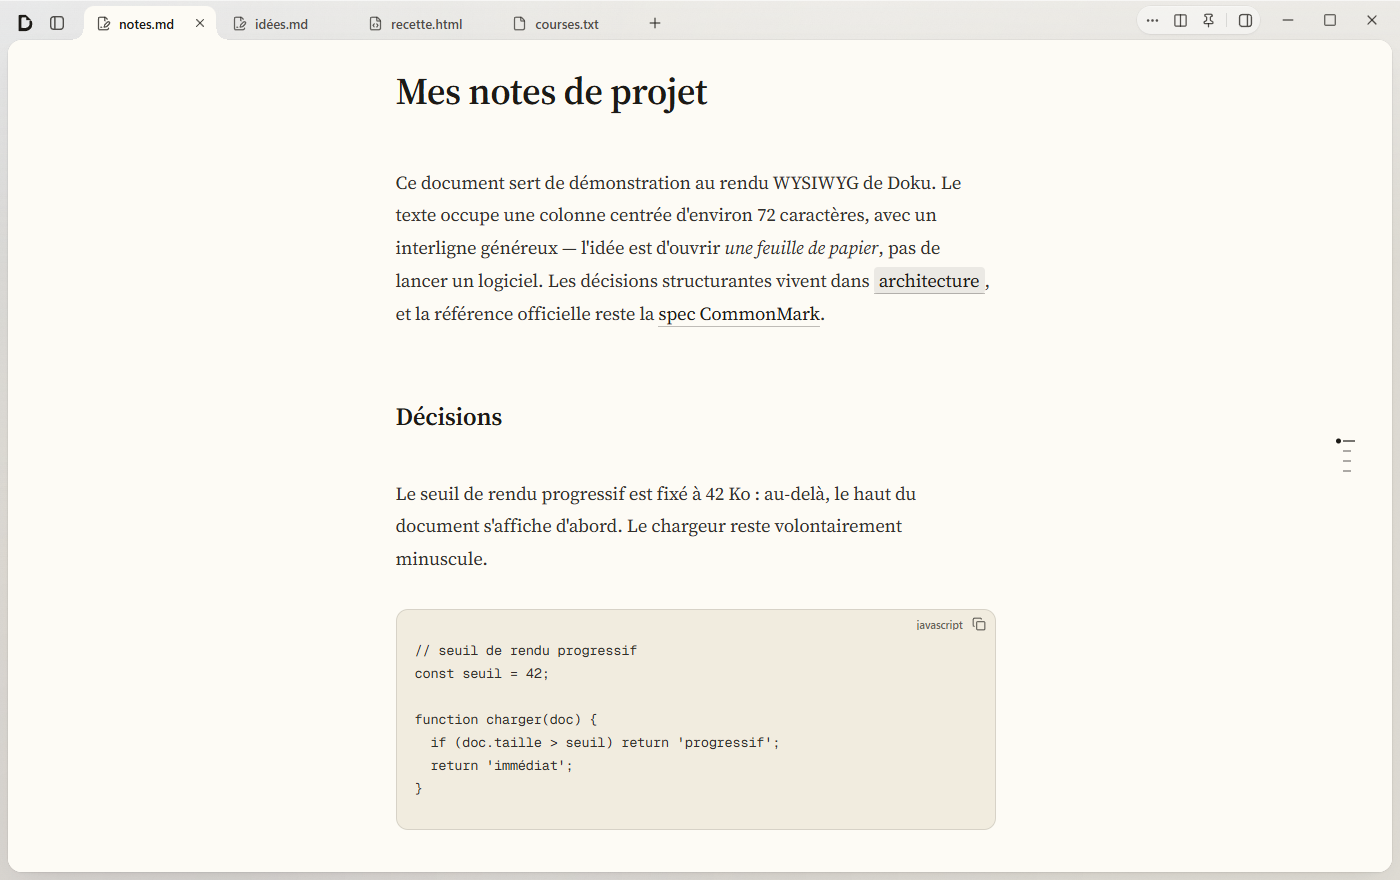 notes.md
idées.md
recette.html
courses.txt
Mes notes de projet
Ce document sert de démonstration au rendu WYSIWYG de Doku. Le
texte occupe une colonne centrée d'environ 72 caractères, avec un
interligne généreux — l'idée est d'ouvrir une feuille de papier, pas de
lancer un logiciel. Les décisions structurantes vivent dans architecture ,
et la référence officielle reste la spec CommonMark.
Décisions
Le seuil de rendu progressif est fixé à 42 Ko : au-delà, le haut du
document s'affiche d'abord. Le chargeur reste volontairement
minuscule.
javascript
// seuil de rendu progressif
const seuil = 42;
function charger(doc) {
  if (doc.taille > seuil) return 'progressif';
  return 'immédiat';
}